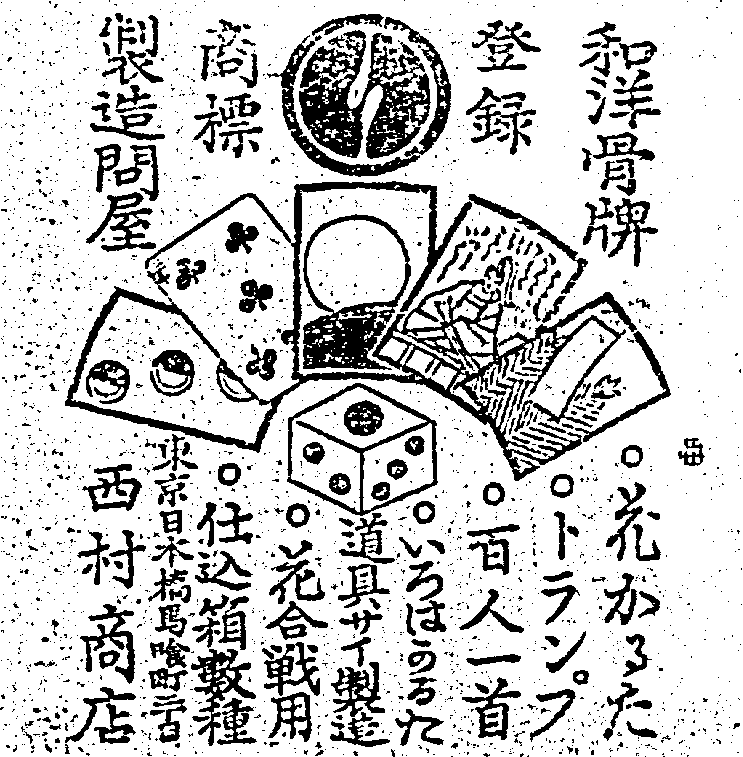 和洋骨牌
登録
商標
製造問屋
○花かるた
○トランプ
○百人一首
○いろはかるた
道具サイ製造
○花合戦用
○仕込箱數種
東京日本橋馬喰町
西村商店